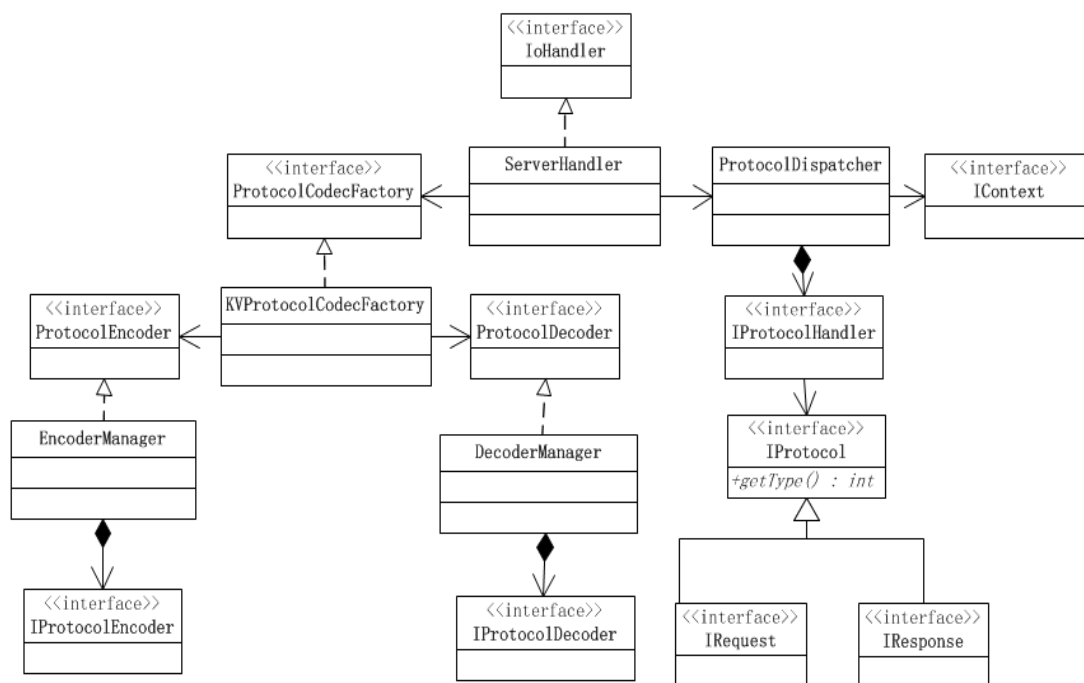 <<interface>>
IoHandler
<<interface>>
ProtocolCodecFactory
ServerHandler
ProtocolDispatcher
<<interface>>
IContext
<<interface>>
ProtocolEncoder
KVProtocolCodecFactory
<<interface>>
ProtocolDecoder
<<interface>>
IProtocolHandler
EncoderManager
DecoderManager
<<interface>>
IProtocol
+getType() : int
<<interface>>
IProtocolEncoder
<<interface>>
IProtocolDecoder
<<interface>>
IRequest
<<interface>>
IResponse